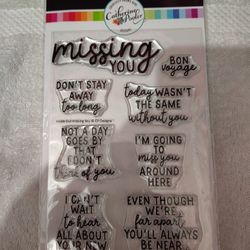 Catherine Pooler
missing
YOU
BON
VOYAGE
DON'T STAY
AWAY
too long
today WASN'T
THE SAME
without you
NOT A DAY
GOES BY
THAT
I DON'T
think of you
I'M GOING
TO
miss you
AROUND
HERE
I CAN'T
WAIT
to hear
ALL ABOUT
YOUR NEW
EVEN THOUGH
WE'RE
far apart
YOU'LL ALWAYS
BE NEAR